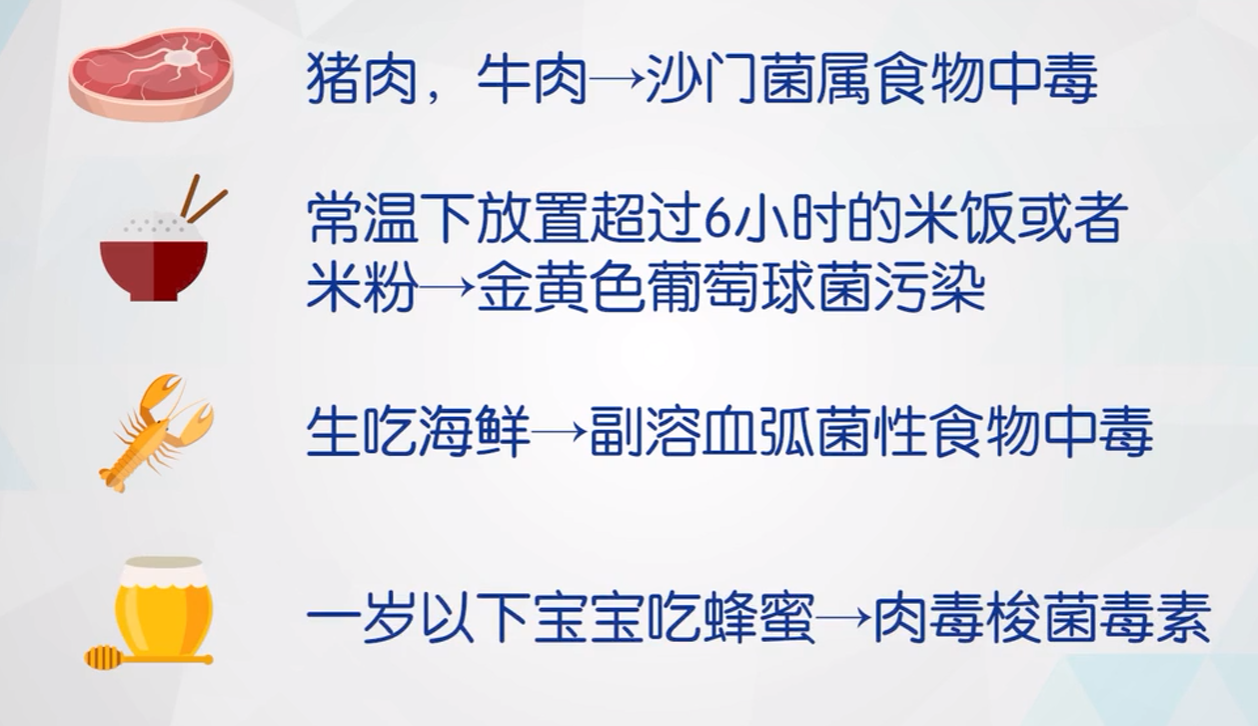 猪肉，牛肉→沙门菌属食物中毒
常温下放置超过6小时的米饭或者
米粉→金黄色葡萄球菌污染
生吃海鲜→副溶血弧菌性食物中毒
一岁以下宝宝吃蜂蜜→肉毒梭菌毒素